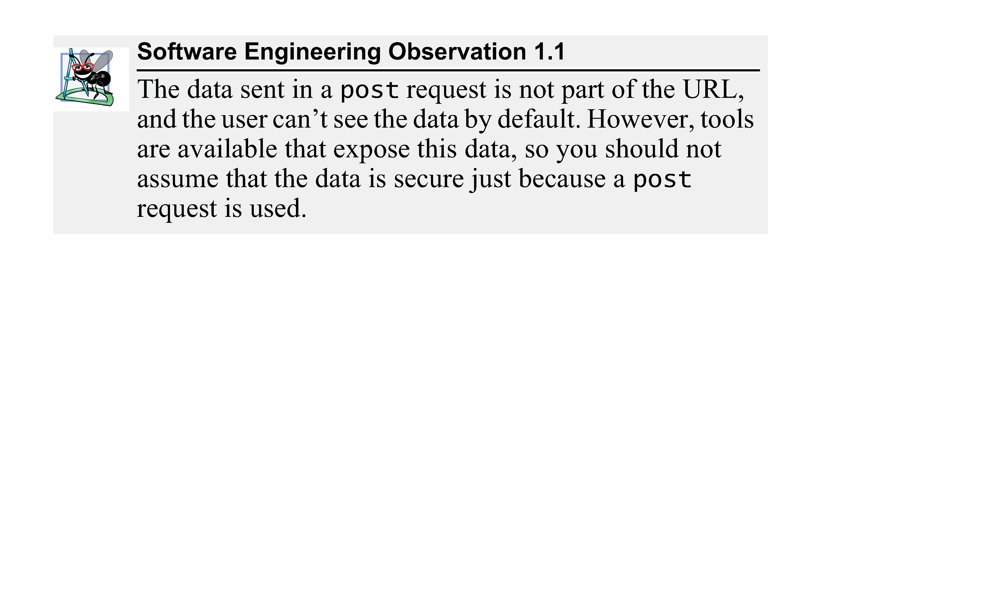 Software Engineering Observation 1.1
The data sent in a post request is not part of the URL,
and the user can’t see the data by default. However, tools
are available that expose this data, so you should not
assume that the data is secure just because a post
request is used.
1.1